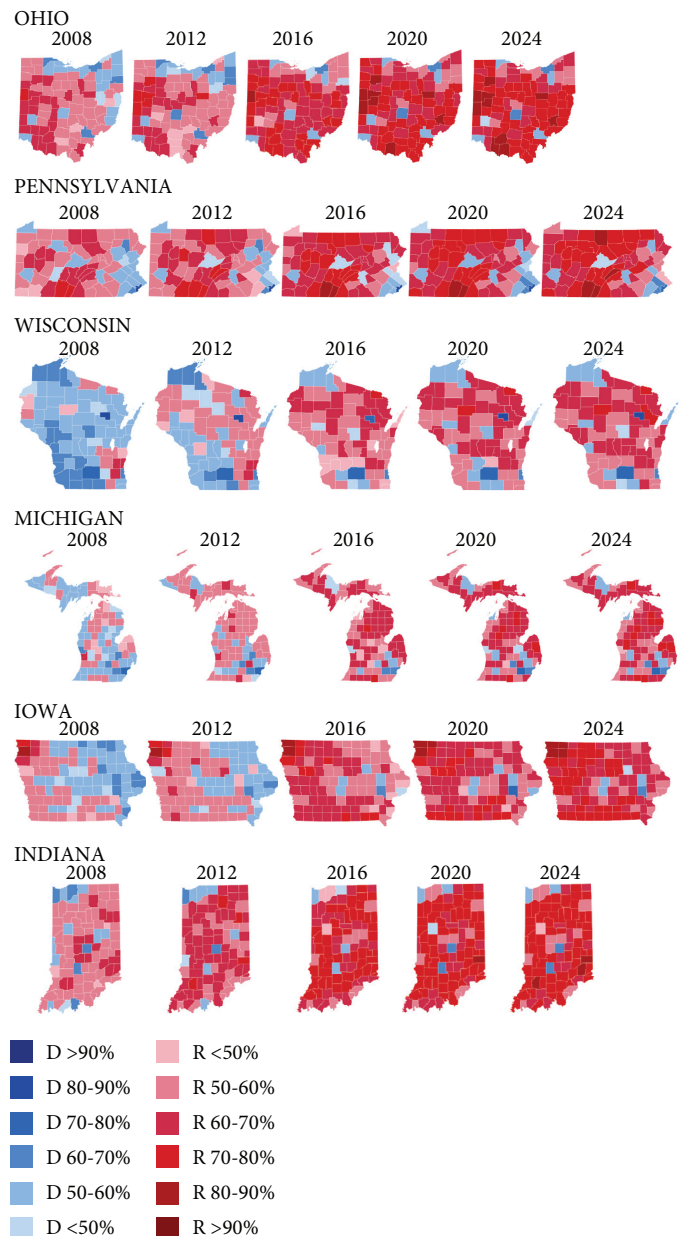 OHIO
2008 2012 2016 2020 2024
PENNSYLVANIA
2008 2012 2016 2020 2024
WISCONSIN
2008 2012 2016 2020 2024
MICHIGAN
2008 2012 2016 2020 2024
IOWA
2008 2012 2016 2020 2024
INDIANA
2008 2012 2016 2020 2024
D >90% R <50%
D 80-90% R 50-60%
D 70-80% R 60-70%
D 60-70% R 70-80%
D 50-60% R 80-90%
D <50% R >90%